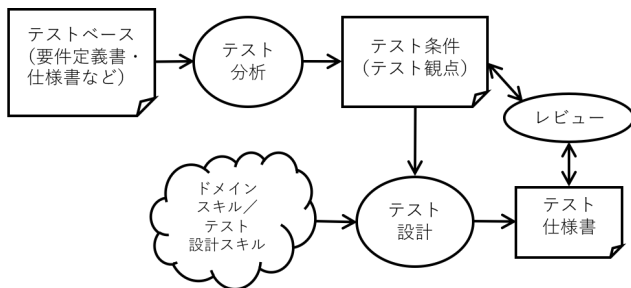 テストベース
(要件定義書・
仕様書など)
テスト
分析
テスト条件
(テスト観点)
レビュー
ドメイン
スキル／
テスト
設計スキル
テスト
設計
テスト
仕様書